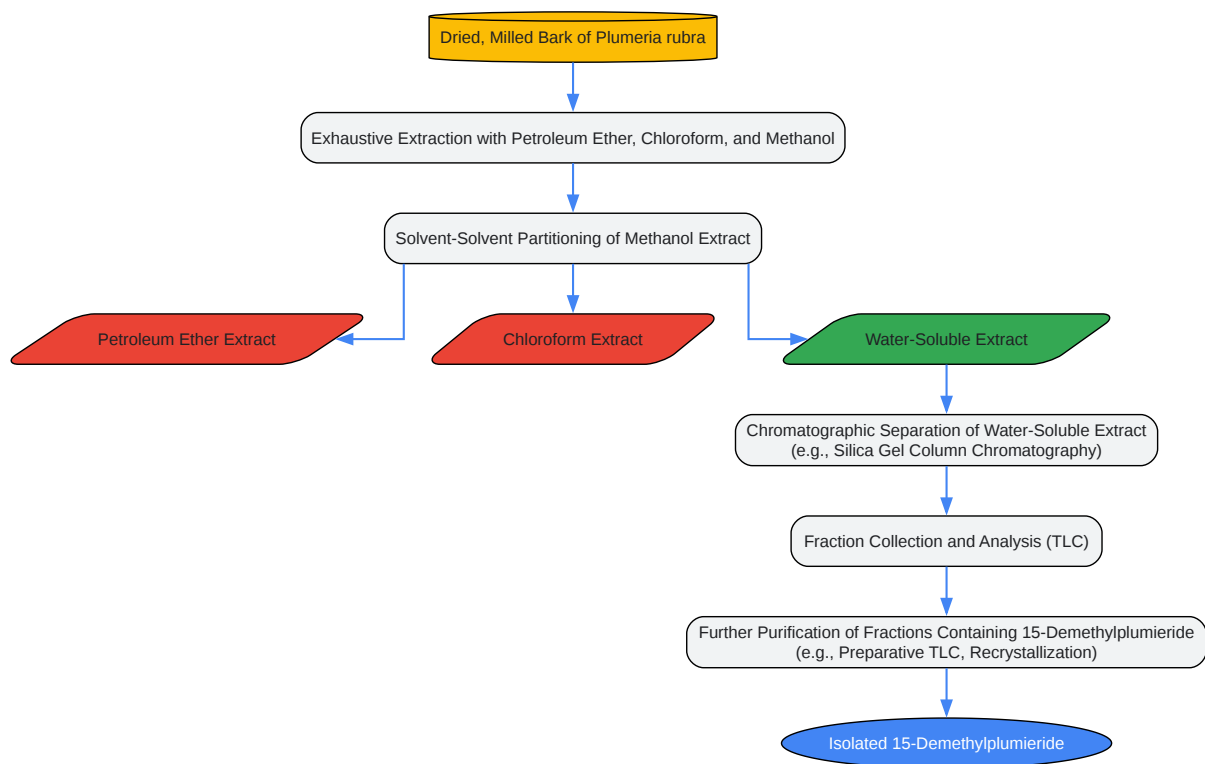 Dried, Milled Bark of Plumeria rubra
Exhaustive Extraction with Petroleum Ether, Chloroform, and Methanol
Solvent-Solvent Partitioning of Methanol Extract
Petroleum Ether Extract
Chloroform Extract
Water-Soluble Extract
Chromatographic Separation of Water-Soluble Extract
(e.g., Silica Gel Column Chromatography)
Fraction Collection and Analysis (TLC)
Further Purification of Fractions Containing 15-Demethylplumieride
(e.g., Preparative TLC, Recrystallization)
Isolated 15-Demethylplumieride